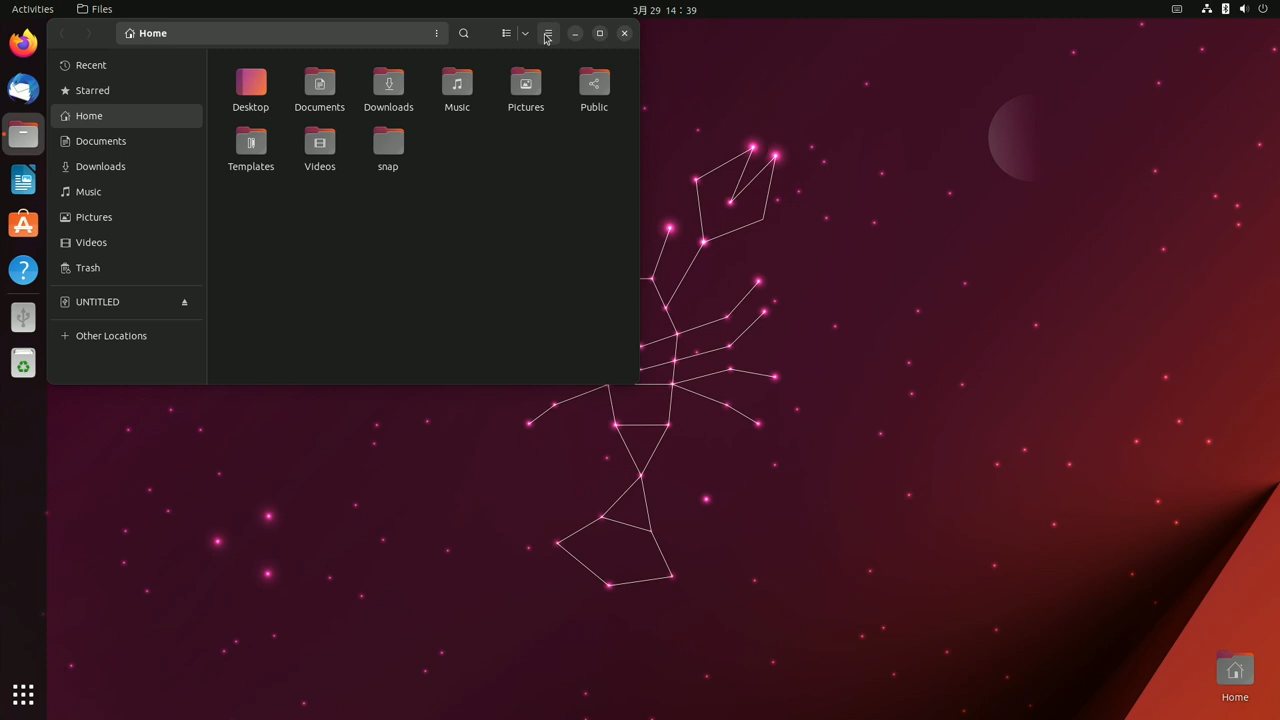 Activities
Files
3月 29 14：39
Home
Recent
Starred
Home
Documents
Downloads
Music
Pictures
Videos
Trash
UNTITLED
Other Locations
Desktop
Documents
Downloads
Music
Pictures
Public
Templates
Videos
snap
Home